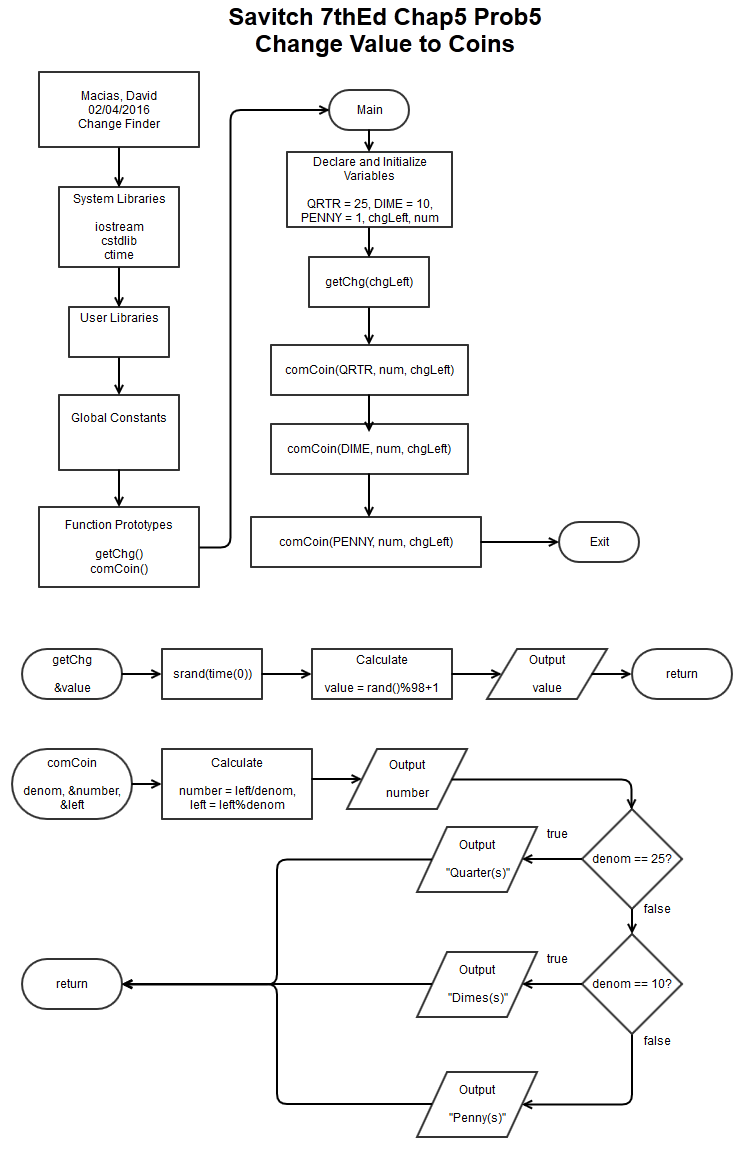 Savitch 7thEd Chap5 Prob5
Change Value to Coins
Macias, David
02/04/2016
Change Finder
System Libraries
iostream
cstdlib
ctime
User Libraries
Global Constants
Function Prototypes
getChg()
comCoin()
Main
Declare and Initialize
Variables
QRTR = 25, DIME = 10,
PENNY = 1, chgLeft, num
getChg(chgLeft)
comCoin(QRTR, num, chgLeft)
comCoin(DIME, num, chgLeft)
comCoin(PENNY, num, chgLeft)
Exit
getChg
&value
srand(time(0))
Calculate
value = rand()%98+1
Output
value
return
comCoin
denom, &number,
&left
Calculate
number = left/denom,
left = left%denom
Output
number
denom == 25?
true
Output
"Quarter(s)"
false
denom == 10?
true
Output
"Dimes(s)"
false
Output
"Penny(s)"
return